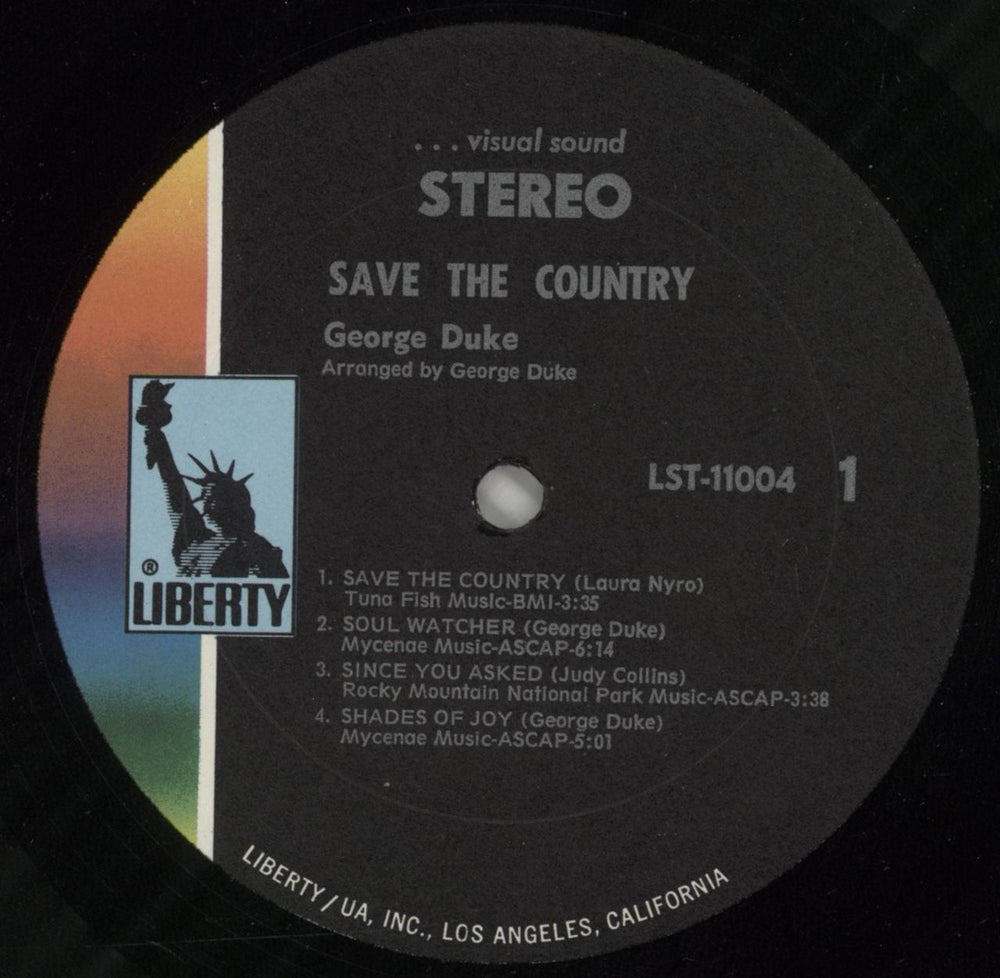 . . . visual sound
STEREO
SAVE THE COUNTRY
George Duke
Arranged by George Duke
LST-11004 1
® LIBERTY
1. SAVE THE COUNTRY (Laura Nyro)
Tuna Fish Music-BMI-3:35
2. SOUL WATCHER (George Duke)
Mycenae Music-ASCAP-6:14
3. SINCE YOU ASKED (Judy Collins)
Rocky Mountain National Park Music-ASCAP-3:38
4. SHADES OF JOY (George Duke)
Mycenae Music-ASCAP-5:01
LIBERTY/UA, INC., LOS ANGELES, CALIFORNIA